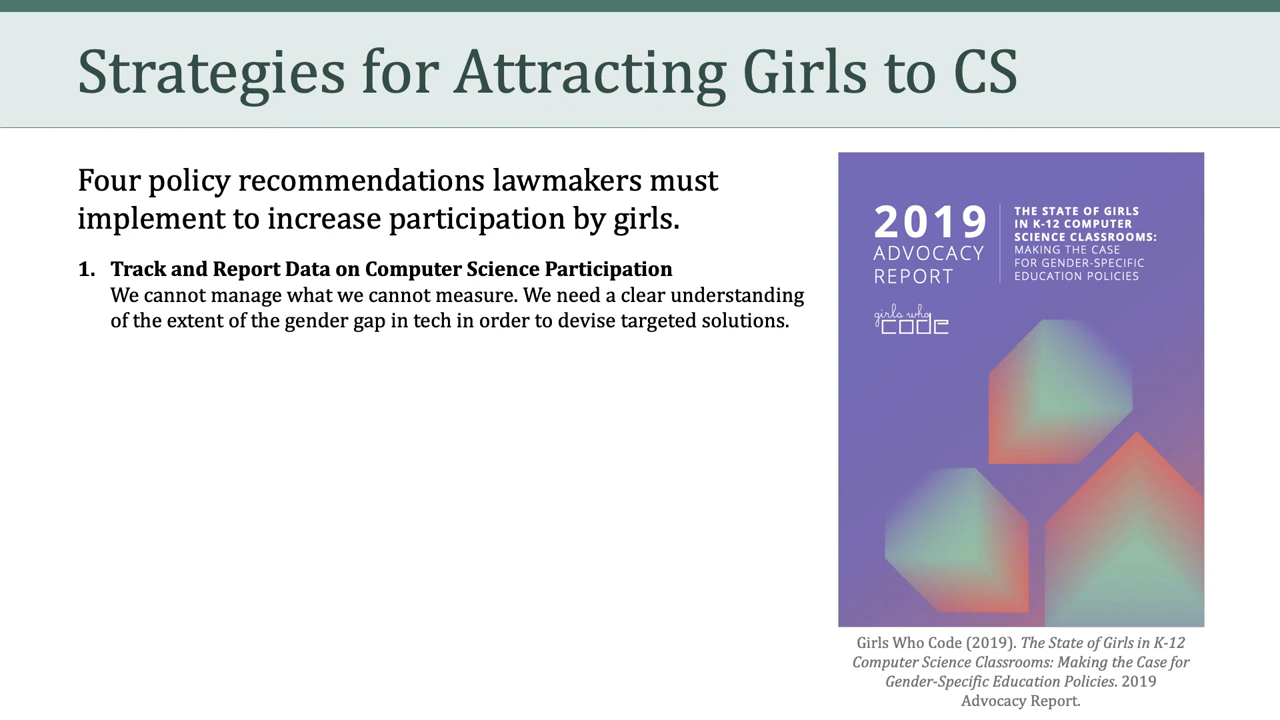 Strategies for Attracting Girls to CS
Four policy recommendations lawmakers must
implement to increase participation by girls.
1. Track and Report Data on Computer Science Participation
We cannot manage what we cannot measure. We need a clear understanding
of the extent of the gender gap in tech in order to devise targeted solutions.
2019
ADVOCACY
REPORT
THE STATE OF GIRLS
IN K-12 COMPUTER
SCIENCE CLASSROOMS:
MAKING THE CASE
FOR GENDER-SPECIFIC
EDUCATION POLICIES
girls who
code
Girls Who Code (2019). The State of Girls in K-12
Computer Science Classrooms: Making the Case for
Gender-Specific Education Policies. 2019
Advocacy Report.